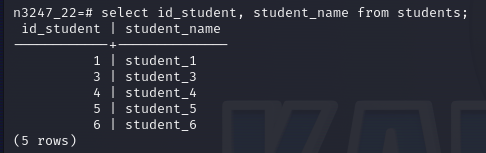 n3247_22=# select id_student, student_name from students;
id_student | student_name
------------+--------------
1 | student_1
3 | student_3
4 | student_4
5 | student_5
6 | student_6
(5 rows)
KAL